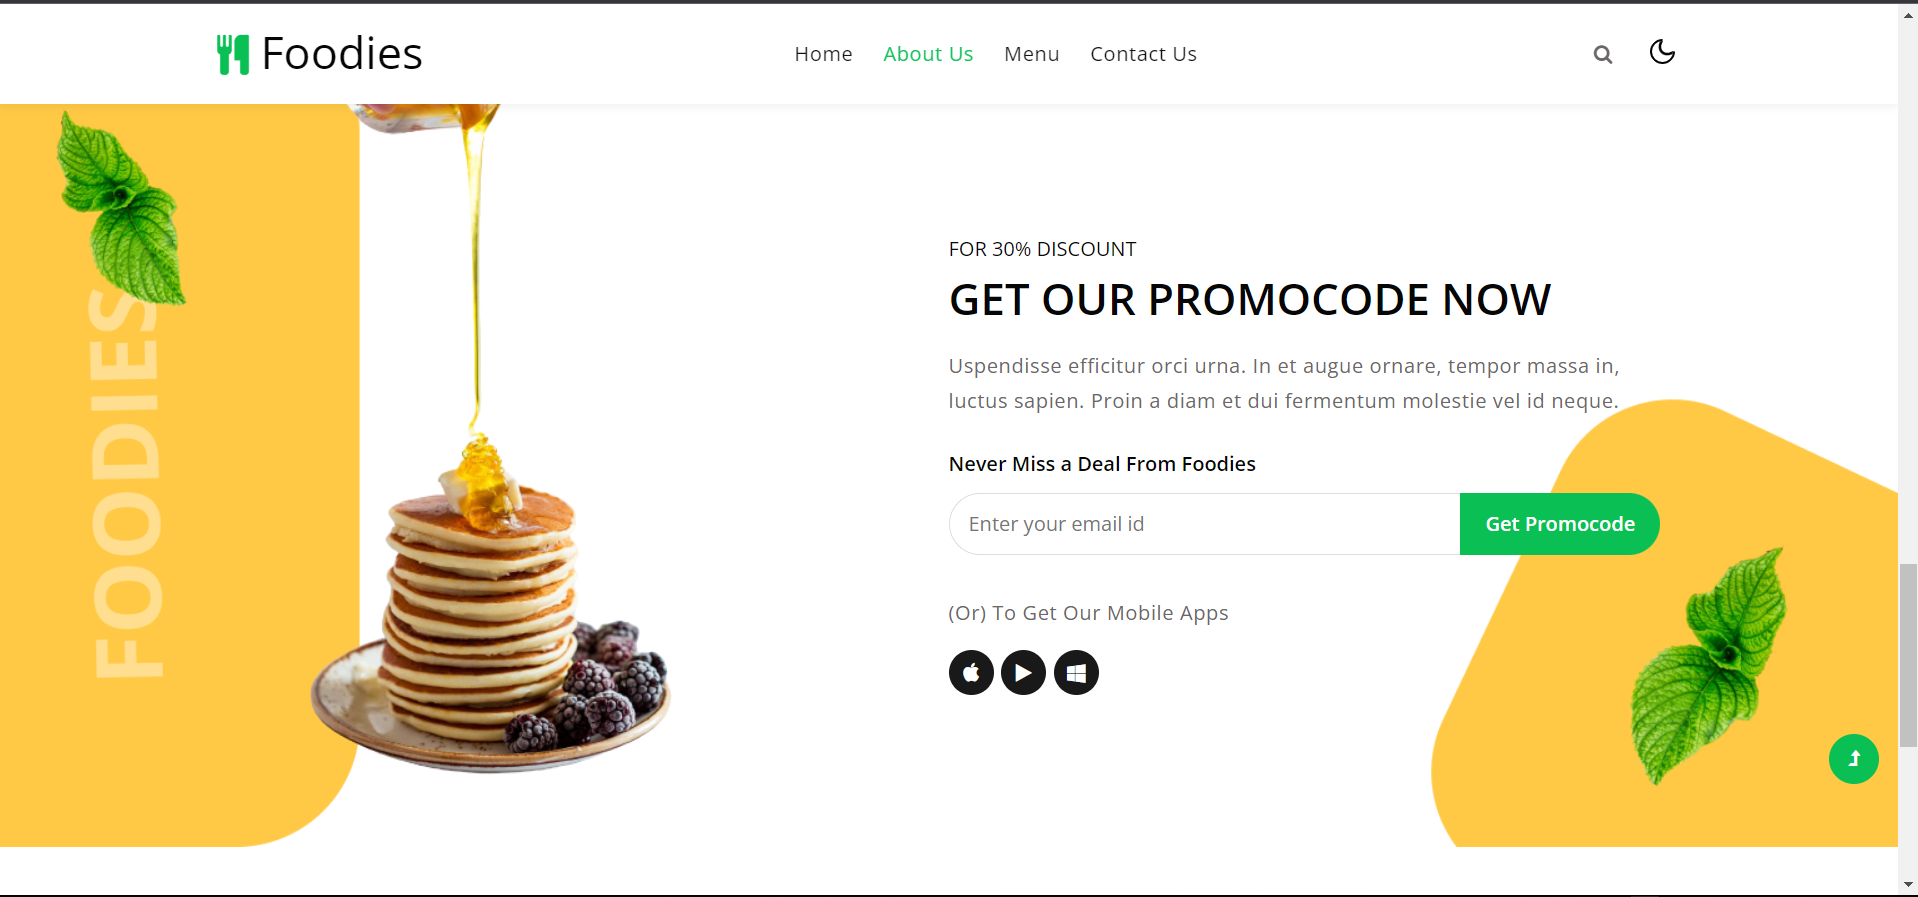 Foodies
Home About Us Menu Contact Us
FOODIES
FOR 30% DISCOUNT
GET OUR PROMOCODE NOW
Uspendisse efficitur orci urna. In et augue ornare, tempor massa in,
luctus sapien. Proin a diam et dui fermentum molestie vel id neque.
Never Miss a Deal From Foodies
Enter your email id
Get Promocode
(Or) To Get Our Mobile Apps